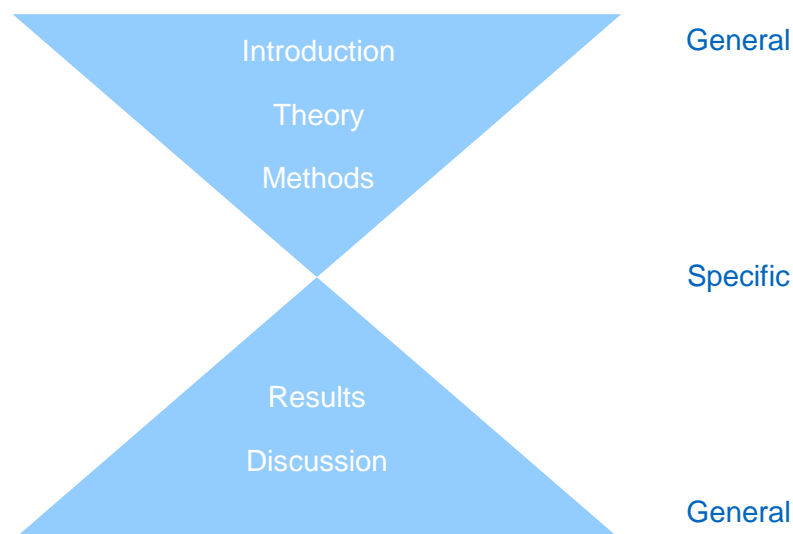 Introduction
General
Theory
Methods
Specific
Results
Discussion
General